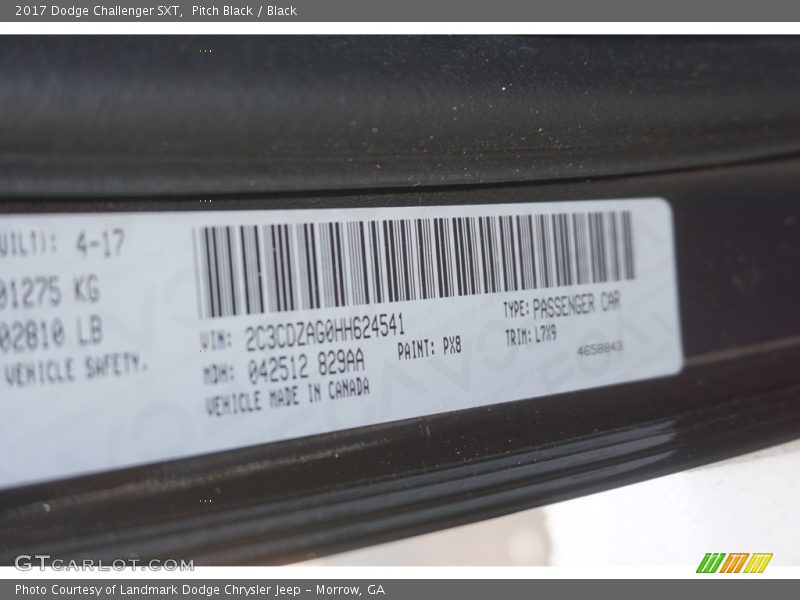 2017 Dodge Challenger SXT, Pitch Black / Black
4-17
01275 KG
02810 LB
VEHICLE SAFETY.
VIN: 2C3CDZAG0HH624541
MDH: 042512 829AA
VEHICLE MADE IN CANADA
PAINT: PX8
TYPE: PASSENGER CAR
TRIM: L7X9
4658843
GTCARLOT.COM
Photo Courtesy of Landmark Dodge Chrysler Jeep – Morrow, GA